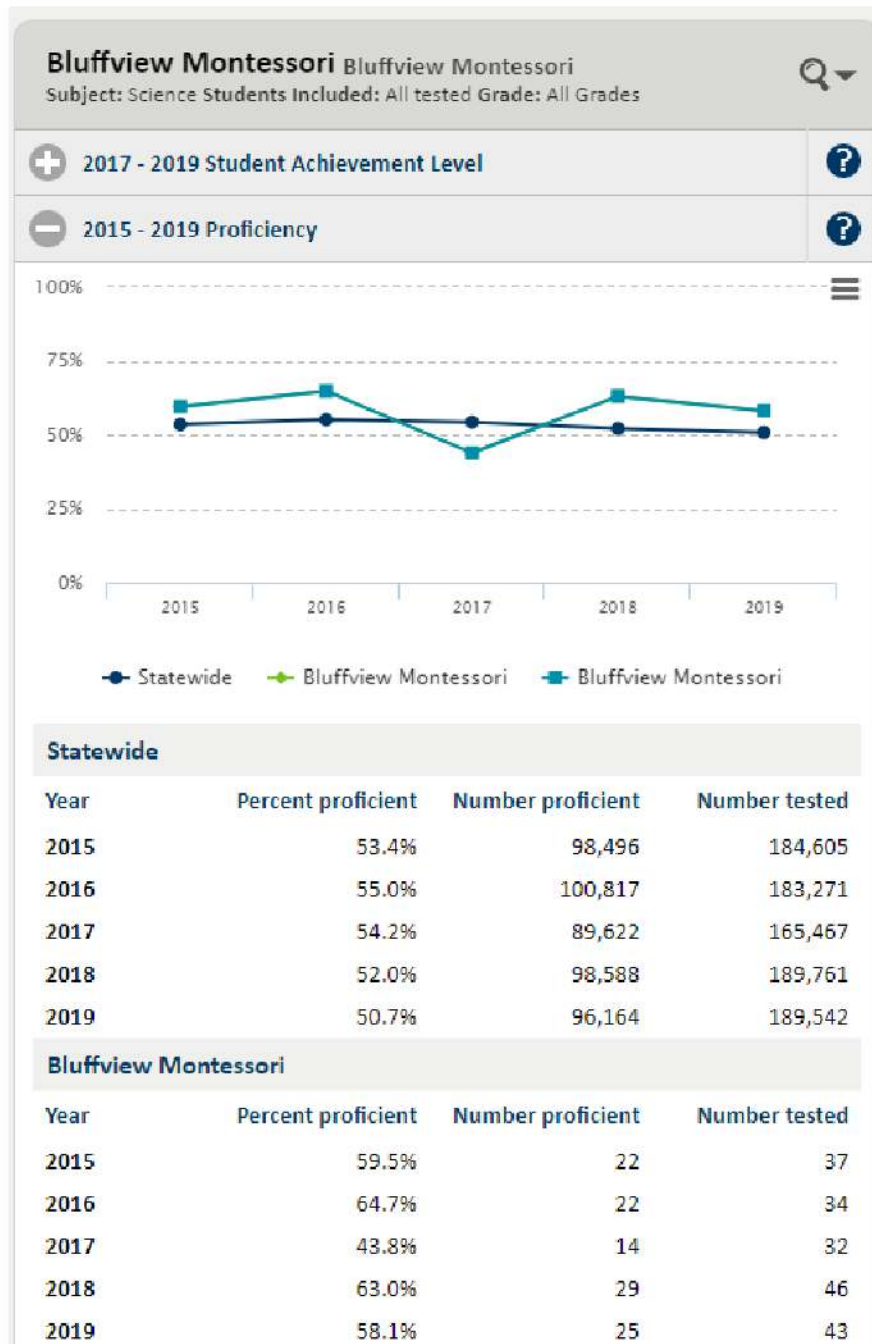 Bluffview Montessori Bluffview Montessori
Subject: Science Students Included: All tested Grade: All Grades
2017 - 2019 Student Achievement Level ?
2015 - 2019 Proficiency ?
100%
75%
50%
25%
0%
2015 2016 2017 2018 2019
Statewide Bluffview Montessori Bluffview Montessori
Statewide
Year Percent proficient Number proficient Number tested
2015 53.4% 98,496 184,605
2016 55.0% 100,817 183,271
2017 54.2% 89,622 165,467
2018 52.0% 98,588 189,761
2019 50.7% 96,164 189,542
Bluffview Montessori
Year Percent proficient Number proficient Number tested
2015 59.5% 22 37
2016 64.7% 22 34
2017 43.8% 14 32
2018 63.0% 29 46
2019 58.1% 25 43